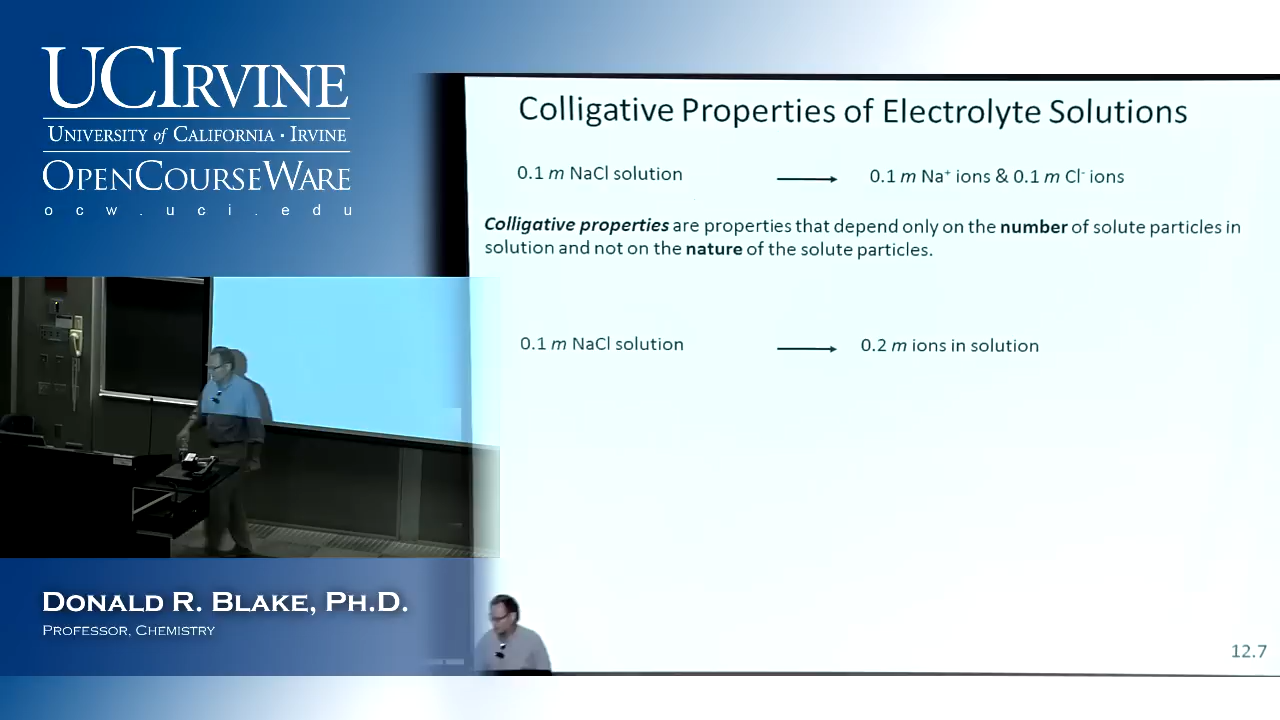 UCIRVINE
UNIVERSITY of CALIFORNIA · IRVINE
OPENCOURSEWARE
ocw.uci.edu
Colligative Properties of Electrolyte Solutions
0.1 m NaCl solution
0.1 m Na⁺ ions & 0.1 m Cl⁻ ions
Colligative properties are properties that depend only on the number of solute particles in
solution and not on the nature of the solute particles.
0.1 m NaCl solution
0.2 m ions in solution
DONALD R. BLAKE, PH.D.
PROFESSOR, CHEMISTRY
12.7